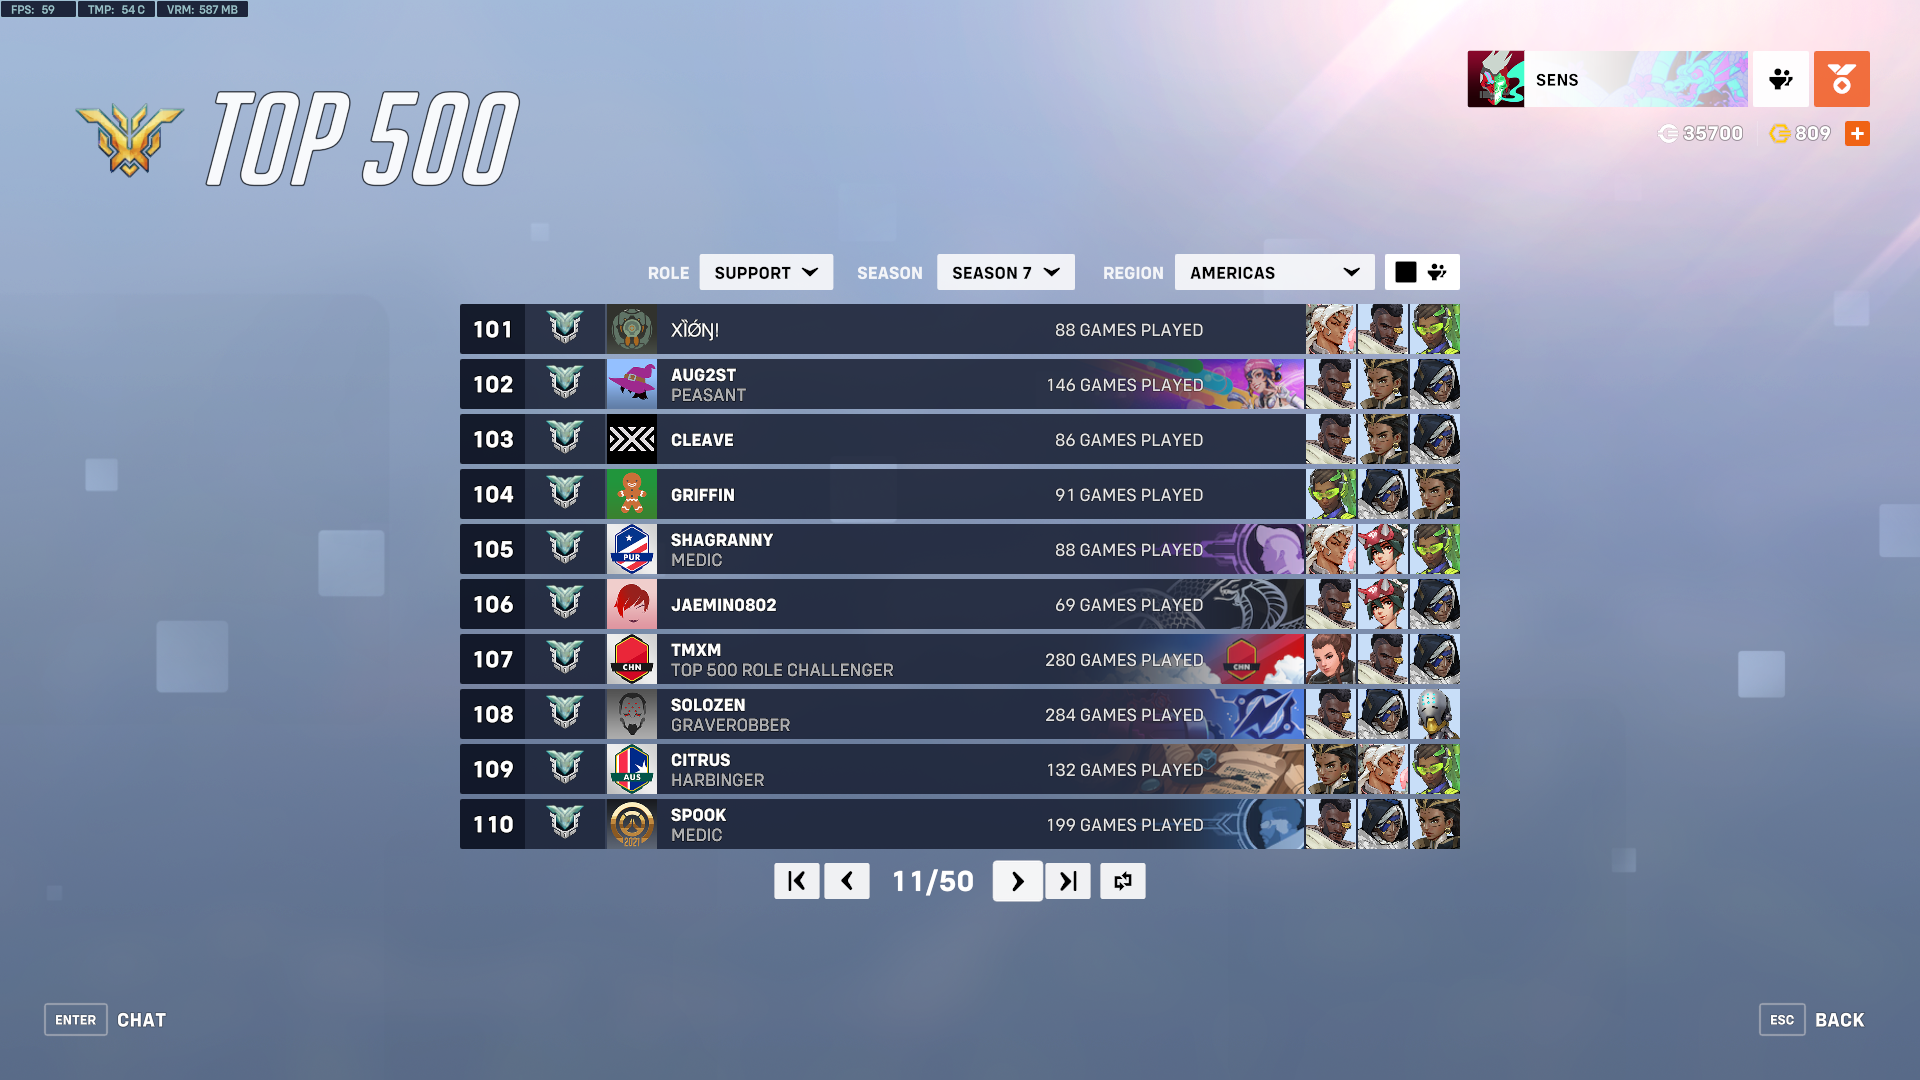 FPS: 59
TMP: 54 C
VRM: 587 MB
TOP 500
SENS
35700
809
ROLE
SUPPORT
SEASON
SEASON 7
REGION
AMERICAS
101
88 GAMES PLAYED
102
AUG2ST
PEASANT
146 GAMES PLAYED
103
CLEAVE
86 GAMES PLAYED
104
GRIFFIN
91 GAMES PLAYED
105
PUR
SHAGRANNY
MEDIC
88 GAMES PLAYED
106
JAEMIN0802
69 GAMES PLAYED
107
CHN
TMXM
TOP 500 ROLE CHALLENGER
280 GAMES PLAYED
CHN
108
SOLOZEN
GRAVEROBBER
284 GAMES PLAYED
109
AUS
CITRUS
HARBINGER
132 GAMES PLAYED
110
2021
SPOOK
MEDIC
199 GAMES PLAYED
11/50
ENTER
CHAT
ESC
BACK